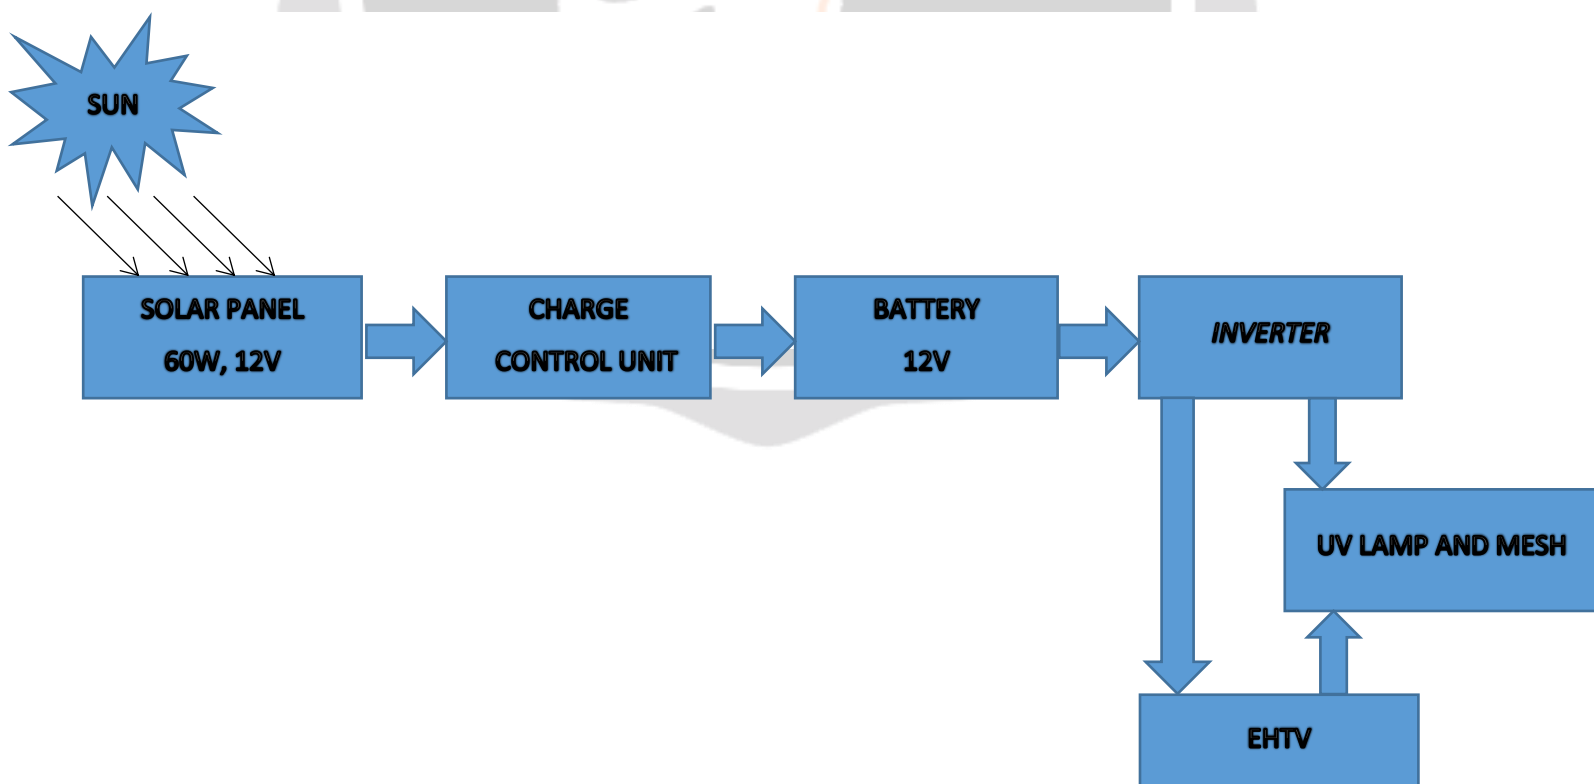 SUN
SOLAR PANEL
60W, 12V
CHARGE
CONTROL UNIT
BATTERY
12V
INVERTER
UV LAMP AND MESH
EHTV